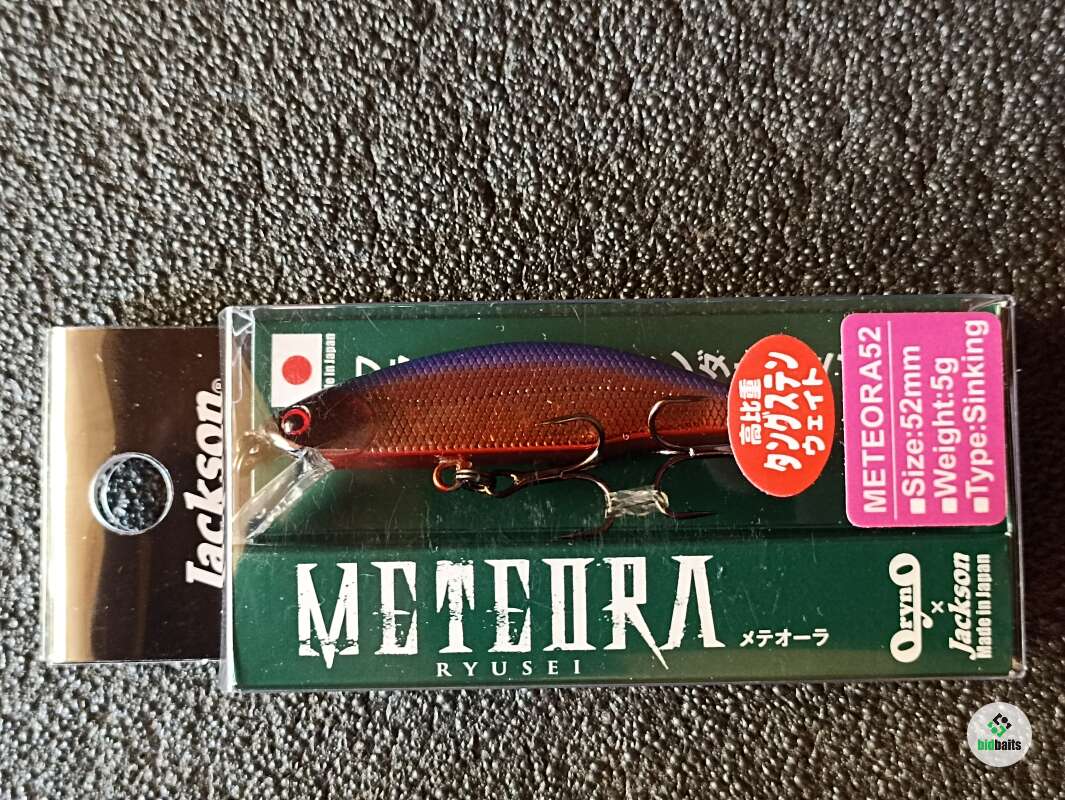 Jackson®
Made in Japan
高比重
タングステン
ウェイト
METEORA52
■Size:52mm
■Weight:5g
■Type:Sinking
METEORA
メテオーラ
RYUSEI
OrynO
×
Jackson
Made In Japan
bidbaits